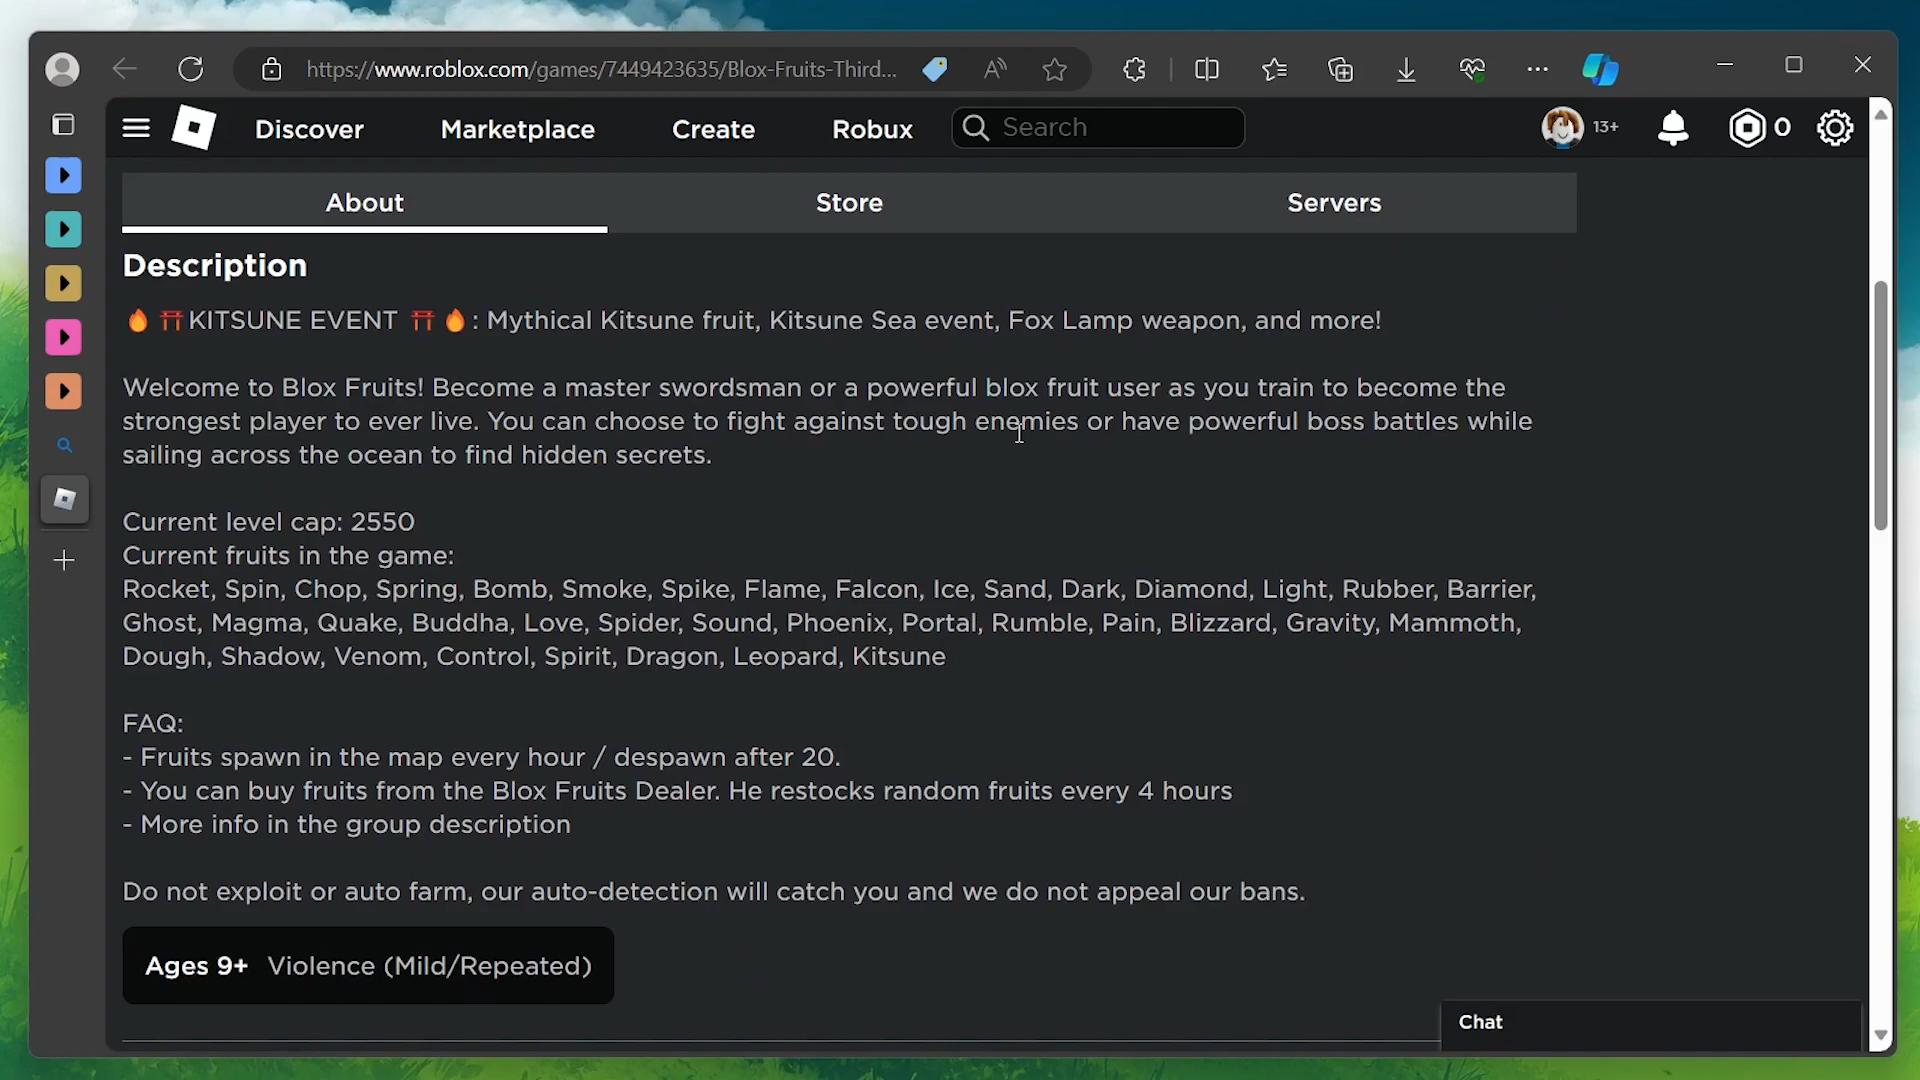 https://www.roblox.com/games/7449423635/Blox-Fruits-Third...
Discover Marketplace Create Robux Search 13+ 0
About Store Servers
Description
🔥 ⛩️KITSUNE EVENT ⛩️🔥: Mythical Kitsune fruit, Kitsune Sea event, Fox Lamp weapon, and more!
Welcome to Blox Fruits! Become a master swordsman or a powerful blox fruit user as you train to become the
strongest player to ever live. You can choose to fight against tough enemies or have powerful boss battles while
sailing across the ocean to find hidden secrets.
Current level cap: 2550
Current fruits in the game:
Rocket, Spin, Chop, Spring, Bomb, Smoke, Spike, Flame, Falcon, Ice, Sand, Dark, Diamond, Light, Rubber, Barrier,
Ghost, Magma, Quake, Buddha, Love, Spider, Sound, Phoenix, Portal, Rumble, Pain, Blizzard, Gravity, Mammoth,
Dough, Shadow, Venom, Control, Spirit, Dragon, Leopard, Kitsune
FAQ:
- Fruits spawn in the map every hour / despawn after 20.
- You can buy fruits from the Blox Fruits Dealer. He restocks random fruits every 4 hours
- More info in the group description
Do not exploit or auto farm, our auto-detection will catch you and we do not appeal our bans.
Ages 9+ Violence (Mild/Repeated)
Chat